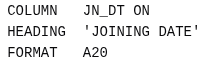 COLUMN   JN_DT ON
HEADING  'JOINING DATE'
FORMAT   A20